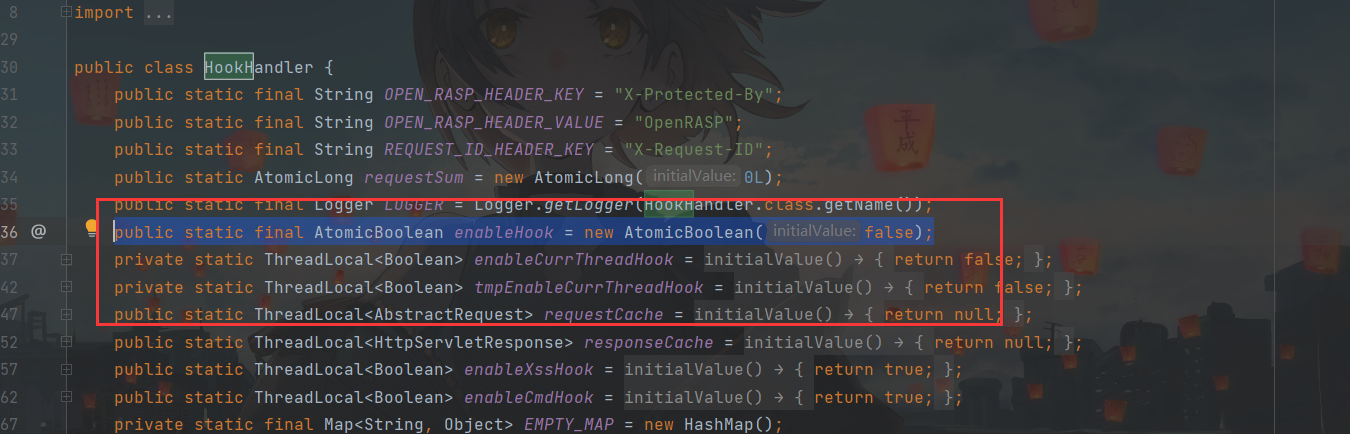 8 import ...
29
30 public class HookHandler {
31 public static final String OPEN_RASP_HEADER_KEY = "X-Protected-By";
32 public static final String OPEN_RASP_HEADER_VALUE = "OpenRASP";
33 public static final String REQUEST_ID_HEADER_KEY = "X-Request-ID";
34 public static AtomicLong requestSum = new AtomicLong( initialValue: 0L);
35 public static final Logger LOGGER = Logger.getLogger(HookHandler.class.getName());
36 @ public static final AtomicBoolean enableHook = new AtomicBoolean( initialValue: false);
37 private static ThreadLocal<Boolean> enableCurrThreadHook = initialValue() → { return false; };
42 private static ThreadLocal<Boolean> tmpEnableCurrThreadHook = initialValue() → { return false; };
47 public static ThreadLocal<AbstractRequest> requestCache = initialValue() → { return null; };
52 public static ThreadLocal<HttpServletResponse> responseCache = initialValue() → { return null; };
57 public static ThreadLocal<Boolean> enableXssHook = initialValue() → { return true; };
62 public static ThreadLocal<Boolean> enableCmdHook = initialValue() → { return true; };
67 private static final Map<String, Object> EMPTY_MAP = new HashMap();
平成